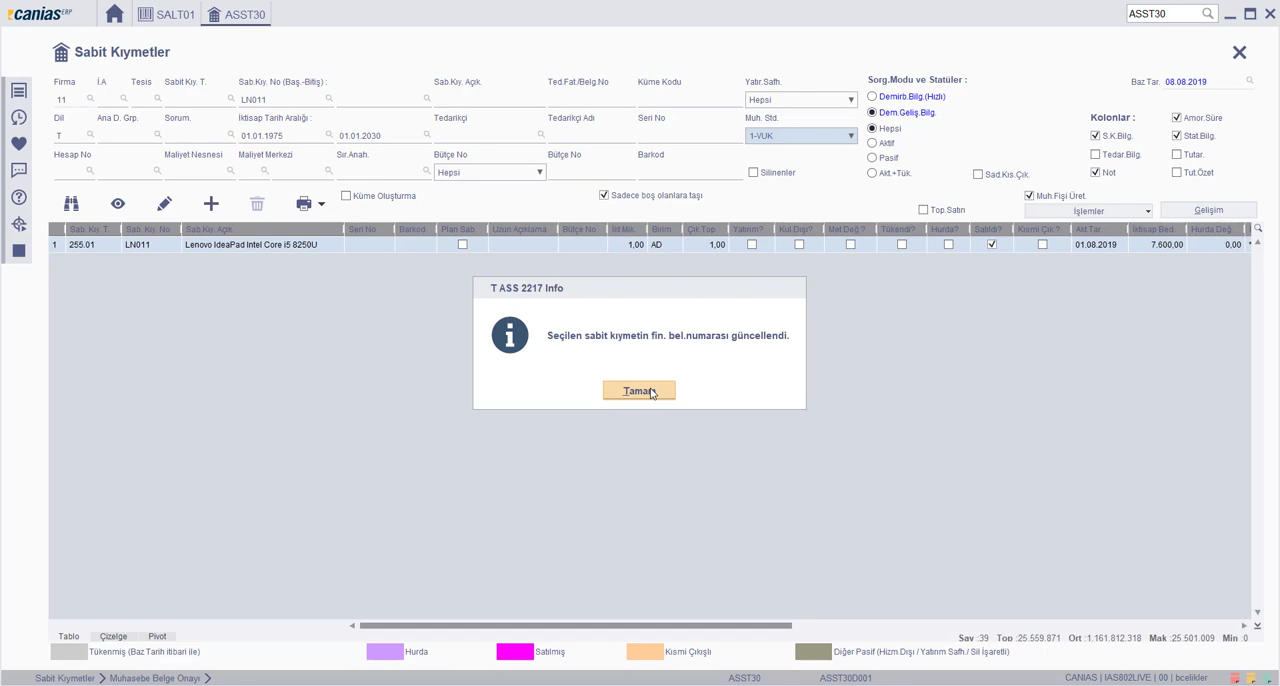 canias ERP
SALT01
ASST30
ASST30
Sabit Kıymetler
Firma İ.A Tesis Sabit Kıy. T. Sab.Kıy. No (Baş.-Bitiş) : Sab.Kıy. Açık. Ted.Fat./Belg.No Küme Kodu Yatır.Safh. Sorg.Modu ve Statüler : Baz Tar. 08.08.2019
11 LN011 Hepsi Demirb.Bilg.(Hızlı)
Dil Ana D. Grp. Sorum. İktisap Tarih Aralığı : Tedarikçi Tedarikçi Adı Seri No Muh. Std. Dem.Geliş.Bilg. Kolonlar : Amor.Süre
T 01.01.1975 01.01.2030 1-VUK Hepsi S.K.Bilg. Stat.Bilg.
Aktif
Hesap No Maliyet Nesnesi Maliyet Merkezi Sır.Anah. Bütçe No Bütçe No Barkod Pasif Tedar.Bilg. Tutar.
Hepsi Silinenler Akt.+Tük. Sad.Kıs.Çık. Not Tut.Özet
Küme Oluşturma Sadece boş olanlara taşı Muh.Fişi Üret.
Top.Satın İşlemler Gelişim
Sab. Kıy. T. Sab. Kıy. No Sab.Kıy. Açık Seri No Barkod Plan Sab. Uzun Açıklama Bütçe No Birim Çık.Top Yatırım? Kul.Dışı? Met.Değ.? Tükendi? Hurda? Satıldı? Kısmi Çık.? Akt.Tar. İktisap Bed. Hurda Değ.
1 255.01 LN011 Lenovo IdeaPad Intel Core i5 8250U 1,00 AD 1,00 01.08.2019 7.600,00 0,00
T ASS 2217 Info
Seçilen sabit kıymetin fin. bel.numarası güncellendi.
Tamam
Tablo Çizelge Pivot Say :39 Top :25.559.871 Ort :1.161.812.318 Mak :25.501.009 Min :0
Tükenmiş (Baz Tarih itibari ile) Hurda Satılmış Kısmi Çıkışlı Diğer Pasif (Hizm.Dışı / Yatırım Safh./ Sil İşaretli)
Sabit Kıymetler Muhasebe Belge Onayı ASST30 ASST30D001 CANIAS | IAS802LIVE | 00 | bcelikler